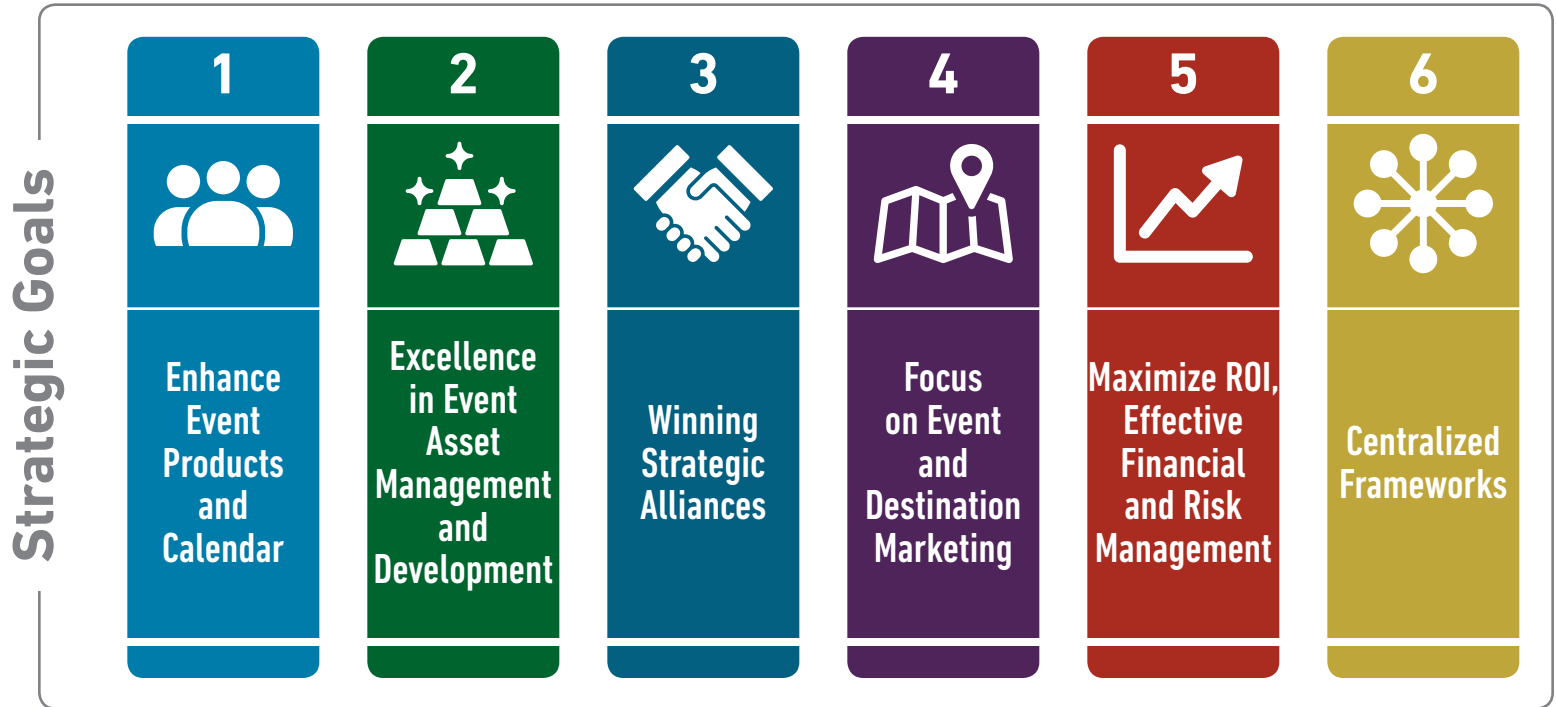 Strategic Goals
1
Enhance
Event
Products
and
Calendar
2
Excellence
in Event
Asset
Management
and
Development
3
Winning
Strategic
Alliances
4
Focus
on Event
and
Destination
Marketing
5
Maximize ROI,
Effective
Financial
and Risk
Management
6
Centralized
Frameworks